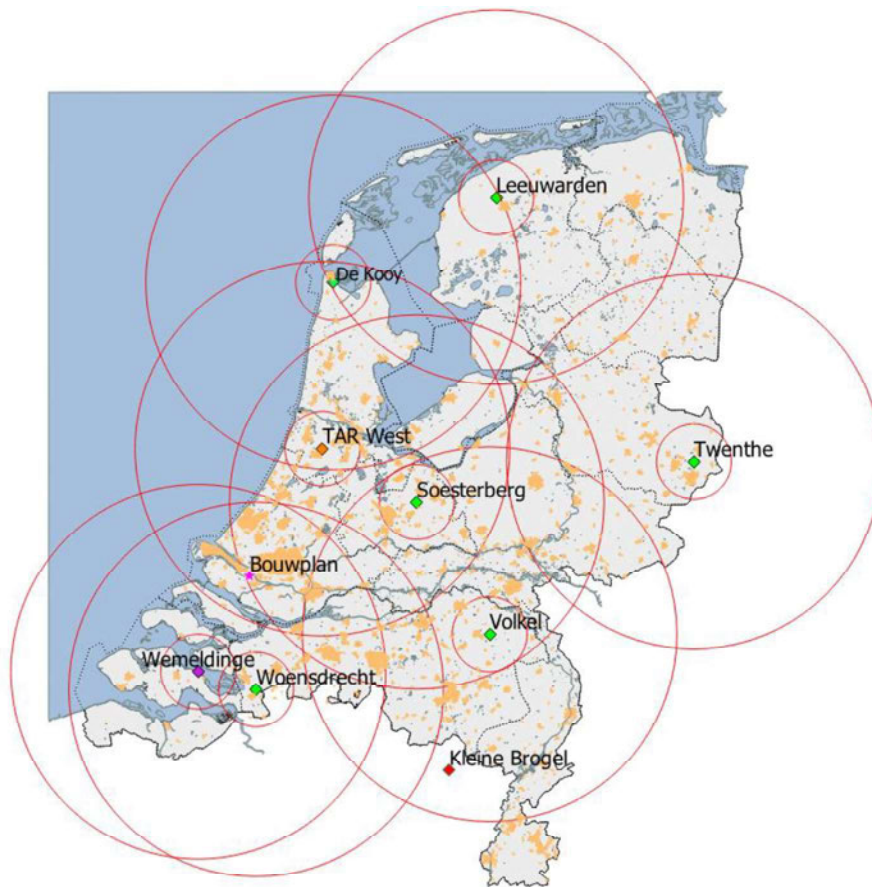 Leeuwarden
De Kooy
TAR West
Twenthe
Soesterberg
Bouwplan
Volkel
Wemeldinge
Woensdrecht
Kleine Brogel